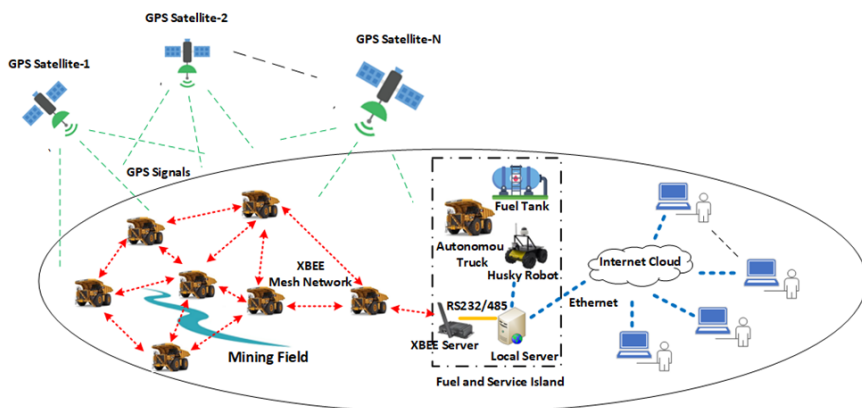 GPS Satellite-2
GPS Satellite-N
GPS Satellite-1
GPS Signals
Fuel Tank
XBEE
Mesh Network
Autonomou
Truck
Husky Robot
Internet Cloud
RS232/485
Ethernet
XBEE Server
Local Server
Mining Field
Fuel and Service Island